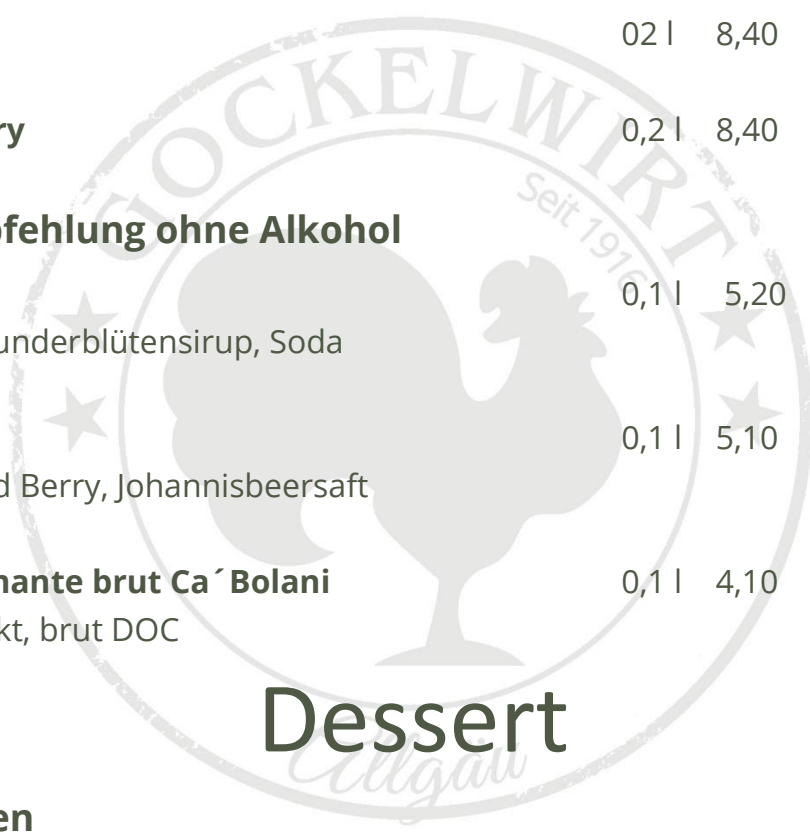 02 l 8,40
ry 0,2 l 8,40
GOCKELWIRT
Seit 1916
pfehlung ohne Alkohol
0,1 l 5,20
underblütensirup, Soda
0,1 l 5,10
d Berry, Johannisbeersaft
nante brut Ca´Bolani 0,1 l 4,10
kt, brut DOC
Dessert
Allgäu
en